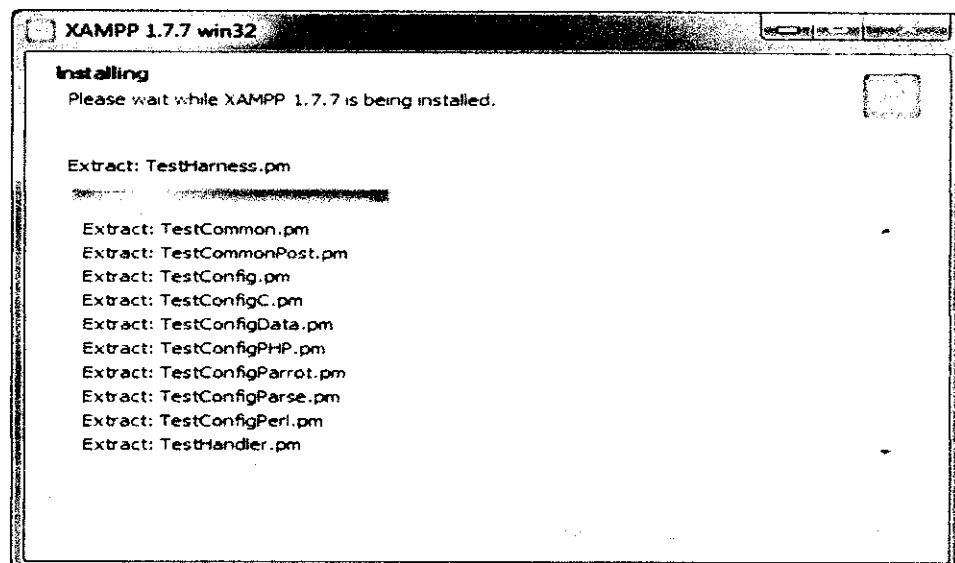 XAMPP 1.7.7 win32
Installing
Please wait while XAMPP 1.7.7 is being installed.
Extract: TestHarness.pm
Extract: TestCommon.pm
Extract: TestCommonPost.pm
Extract: TestConfig.pm
Extract: TestConfigC.pm
Extract: TestConfigData.pm
Extract: TestConfigPHP.pm
Extract: TestConfigParrot.pm
Extract: TestConfigParse.pm
Extract: TestConfigPerl.pm
Extract: TestHandler.pm